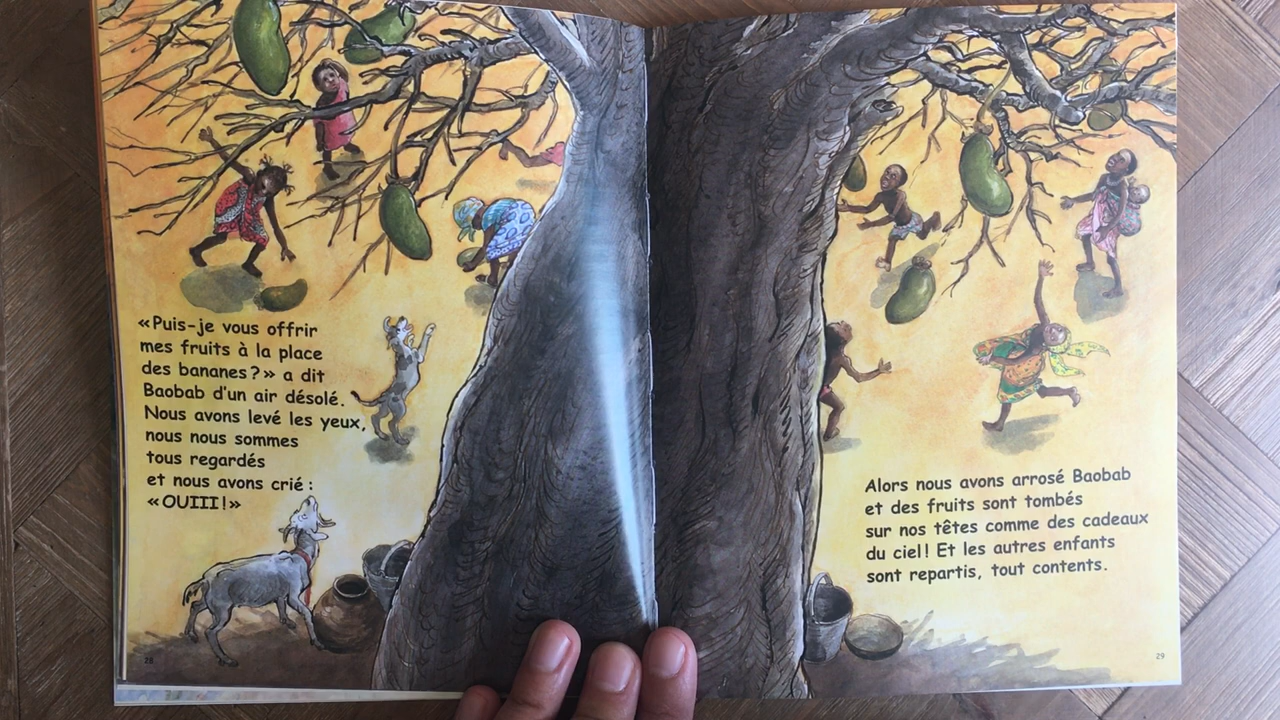 «Puis-je vous offrir
mes fruits à la place
des bananes?» a dit
Baobab d'un air désolé.
Nous avons levé les yeux,
nous nous sommes
tous regardés
et nous avons crié :
«OUIII!»
28
Alors nous avons arrosé Baobab
et des fruits sont tombés
sur nos têtes comme des cadeaux
du ciel! Et les autres enfants
sont repartis, tout contents.
29